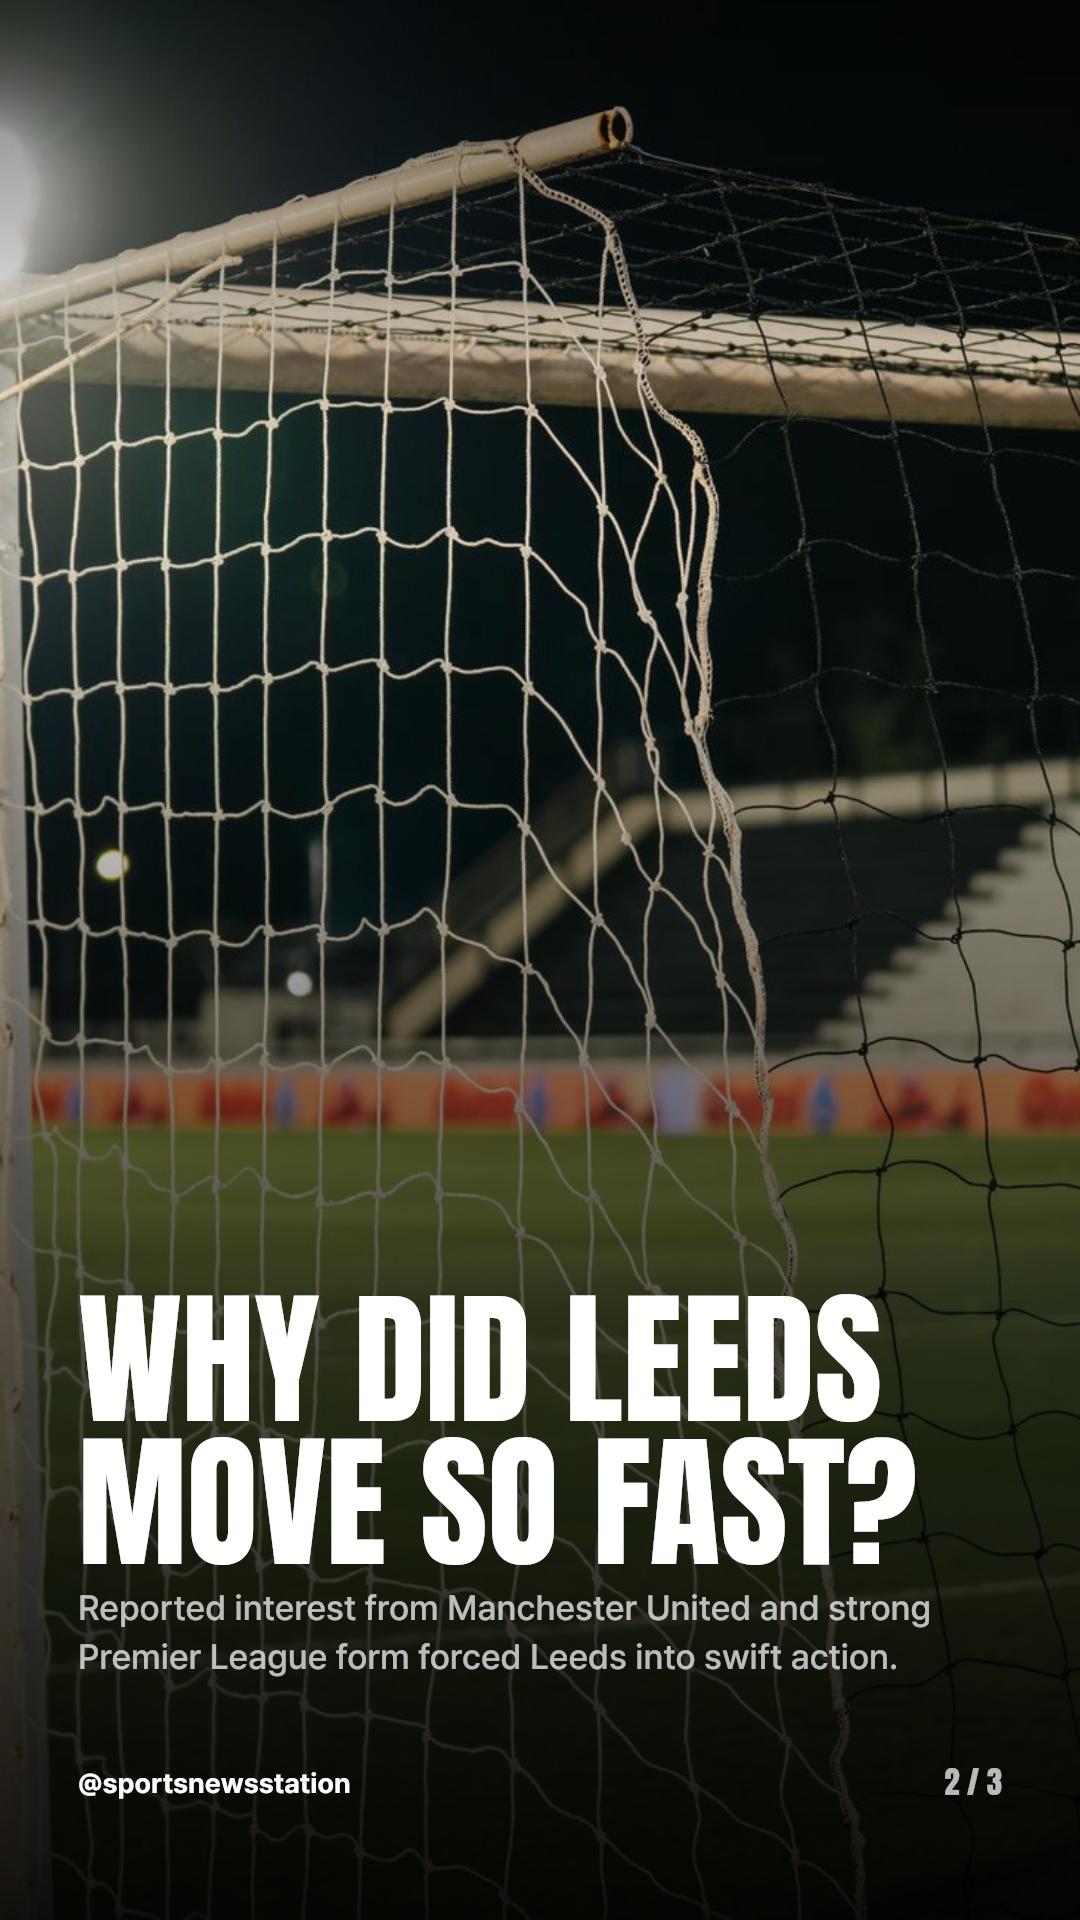 WHY DID LEEDS
MOVE SO FAST?
Reported interest from Manchester United and strong
Premier League form forced Leeds into swift action.
@sportsnewsstation
2 / 3